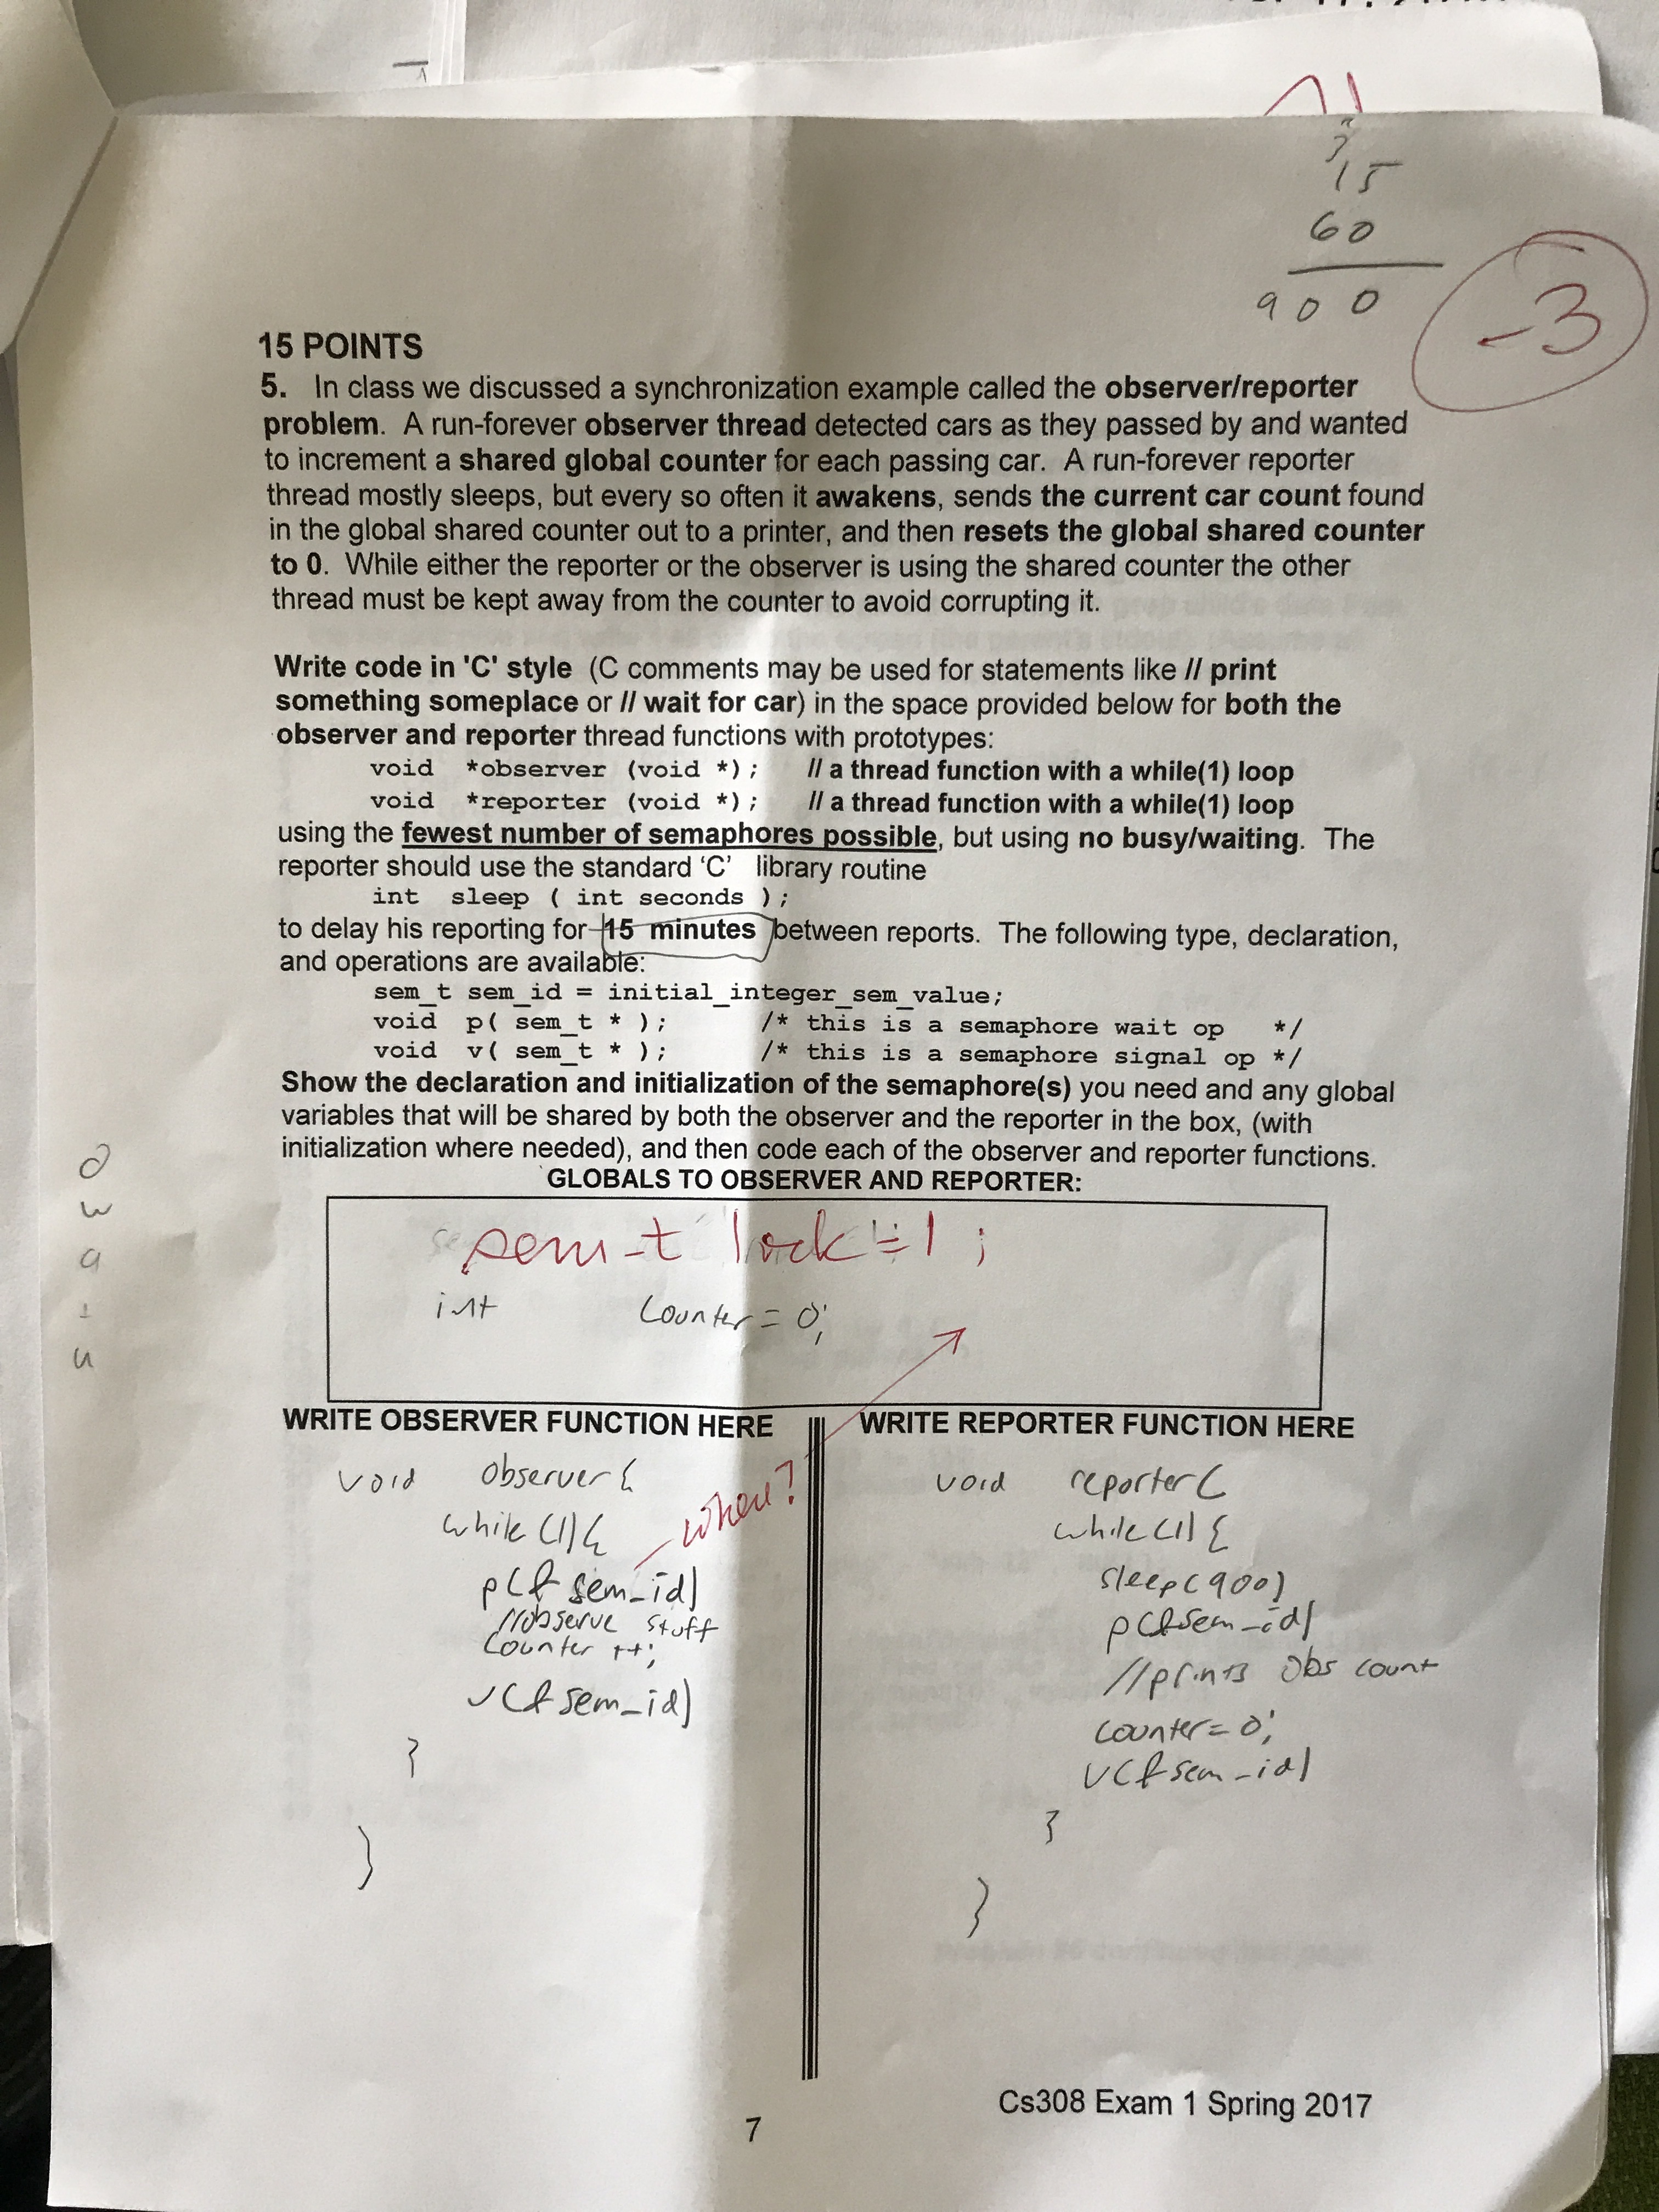 15
60
900
-3
15 POINTS
5. In class we discussed a synchronization example called the observer/reporter
problem. A run-forever observer thread detected cars as they passed by and wanted
to increment a shared global counter for each passing car. A run-forever reporter
thread mostly sleeps, but every so often it awakens, sends the current car count found
in the global shared counter out to a printer, and then resets the global shared counter
to 0. While either the reporter or the observer is using the shared counter the other
thread must be kept away from the counter to avoid corrupting it.
Write code in 'C' style (C comments may be used for statements like // print
something someplace or // wait for car) in the space provided below for both the
observer and reporter thread functions with prototypes:
void *observer (void *); // a thread function with a while(1) loop
void *reporter (void *); // a thread function with a while(1) loop
using the fewest number of semaphores possible, but using no busy/waiting. The
reporter should use the standard 'C' library routine
int sleep ( int seconds );
to delay his reporting for 15 minutes between reports. The following type, declaration,
and operations are available:
sem_t sem_id = initial_integer_sem_value;
void p( sem_t * ); /* this is a semaphore wait op */
void v( sem_t * ); /* this is a semaphore signal op */
Show the declaration and initialization of the semaphore(s) you need and any global
variables that will be shared by both the observer and the reporter in the box, (with
initialization where needed), and then code each of the observer and reporter functions.
GLOBALS TO OBSERVER AND REPORTER:
sem_t lock = 1;
int counter = 0;
WRITE OBSERVER FUNCTION HERE
void observer {
while(1){
p(& sem_id)
where?
//observe stuff
counter ++;
v(& sem_id)
}
}
WRITE REPORTER FUNCTION HERE
void reporter {
while(1) {
sleep(900)
p(&sem_id)
//prints obs count
counter = 0;
v(& sem_id)
}
}
Cs308 Exam 1 Spring 2017
7